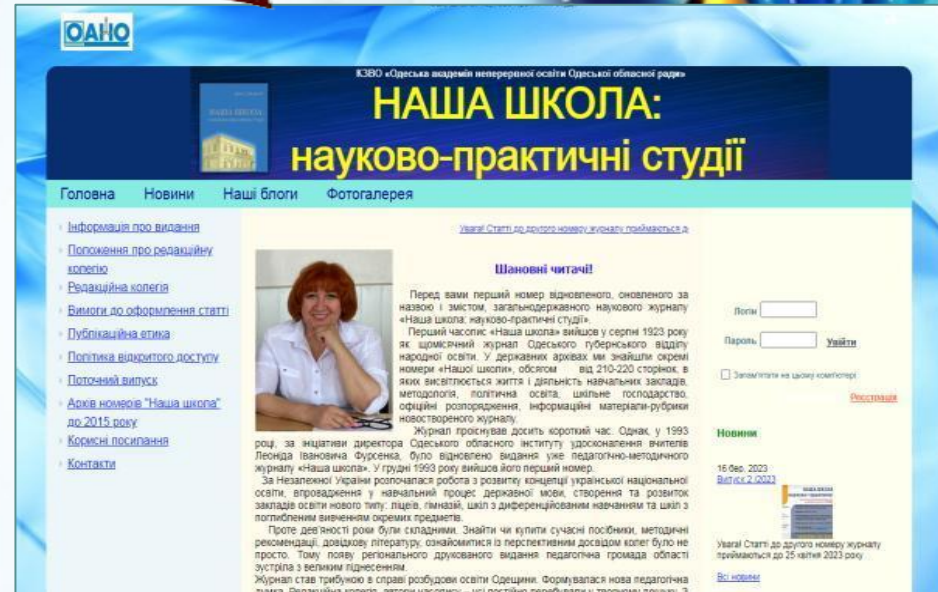 ОАНО
КЗВО «Одеська академія неперервної освіти Одеської обласної ради»
НАША ШКОЛА:
науково-практичні студії
НАША ШКОЛА
Головна Новини Наші блоги Фотогалерея
Інформація про видання
Положення про редакційну
колегію
Редакційна колегія
Вимоги до оформлення статті
Публікаційна етика
Політика відкритого доступу
Поточний випуск
Архів номерів "Наша школа"
до 2015 року
Корисні посилання
Контакти
Увага! Статті до другого номеру журналу приймаються д
Шановні читачі!
Перед вами перший номер відновленого, оновленого за
назвою і змістом, загальнодержавного наукового журналу
«Наша школа: науково-практичні студії».
Перший часопис «Наша школа» вийшов у серпні 1923 року
як щомісячний журнал Одеського губернського відділу
народної освіти. У державних архівах ми знайшли окремі
номери «Нашої школи», обсягом від 210-220 сторінок, в
яких висвітлюється життя і діяльність навчальних закладів,
методологія, політична освіта, шкільне господарство,
офіційні розпорядження, інформаційні матеріали-рубрики
новоствореного журналу.
Журнал проіснував досить короткий час. Однак, у 1993
році, за ініціативи директора Одеського обласного інституту удосконалення вчителів
Леоніда Івановича Фурсенка, було відновлено видання уже педагогічно-методичного
журналу «Наша школа». У грудні 1993 року вийшов його перший номер.
За Незалежної України розпочалася робота з розвитку концепції української національної
освіти, впровадження у навчальний процес державної мови, створення та розвиток
закладів освіти нового типу: ліцеїв, гімназій, шкіл з диференційованим навчанням та шкіл з
поглибленим вивченням окремих предметів.
Проте дев'яності роки були складними. Знайти чи купити сучасні посібники, методичні
рекомендації, довідкову літературу, ознайомитися із перспективним досвідом колег було не
просто. Тому появу регіонального друкованого видання педагогічна громада області
зустріла з великим піднесенням.
Журнал став трибуною в справі розбудови освіти Одещини. Формувалася нова педагогічна
думка. Редакційна колегія, автори часопису – усі постійно перебували у творчому пошуку. З
Логін
Пароль Увійти
Запам'ятати на цьому комп'ютері
Реєстрація
Новини
16 бер, 2023
Випуск 2 /2023
Увага! Статті до другого номеру журналу
приймаються до 25 квітня 2023 року
Всі новини